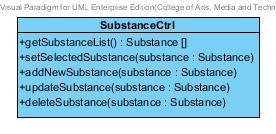 Visual Paradigm for UML Enterprise Edition(College of Arts, Media and Techn
SubstanceCtrl
+getSubstanceList() : Substance []
+setSelectedSubstance(substance : Substance)
+addNewSubstance(substance : Substance)
+updateSubstance(substance : Substance)
+deleteSubstance(substance : Substance)